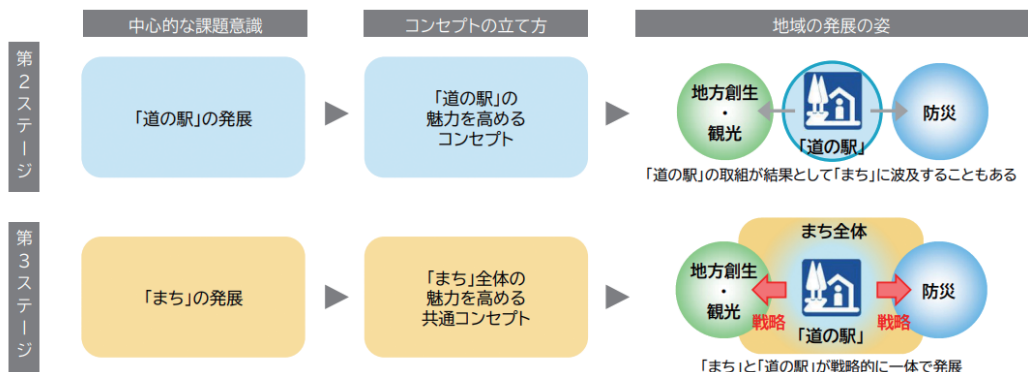 中心的な課題意識
コンセプトの立て方
地域の発展の姿
第2ステージ
「道の駅」の発展
「道の駅」の
魅力を高める
コンセプト
地方創生
・
観光
「道の駅」
防災
「道の駅」の取組が結果として「まち」に波及することもある
第3ステージ
「まち」の発展
「まち」全体の
魅力を高める
共通コンセプト
まち全体
地方創生
・
観光
戦略
「道の駅」
戦略
防災
「まち」と「道の駅」が戦略的に一体で発展